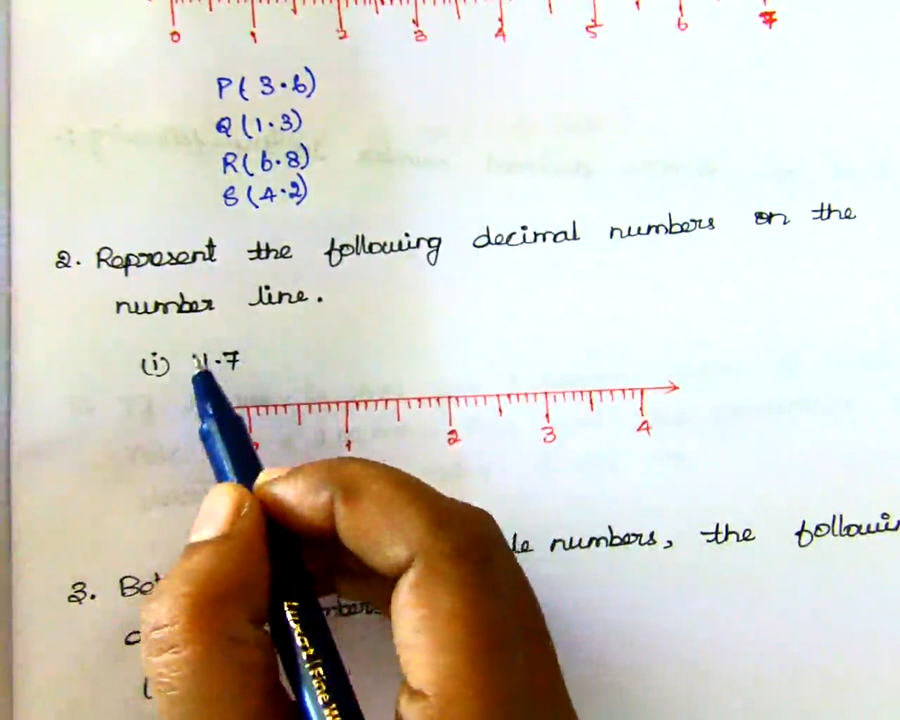 0 1 2 3 4 5 6 7
P( 3.6)
Q (1.3)
R(6.8)
S (4.2)
2. Represent the following decimal numbers on the
number line.
(i) 1.7
1 2 3 4
numbers, the
3.